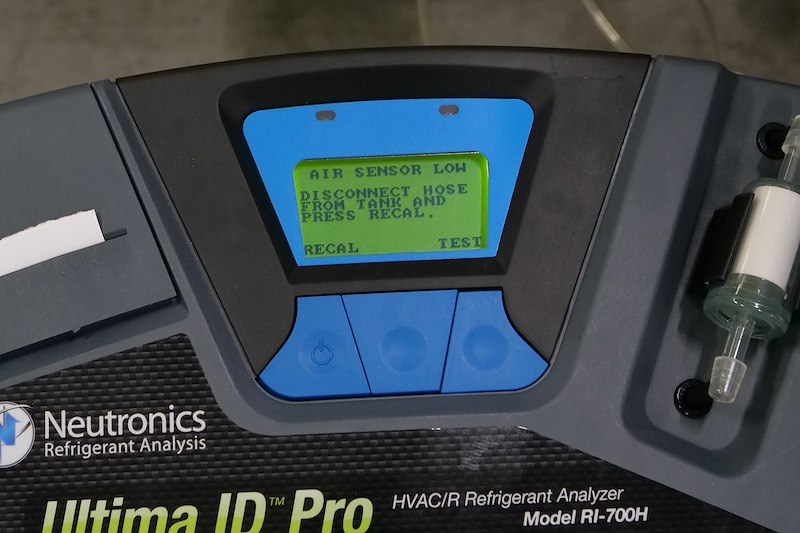 AIR SENSOR LOW
DISCONNECT HOSE
FROM TANK AND
PRESS RECAL.
RECAL TEST
Neutronics
Refrigerant Analysis
Ultima ID™ Pro
HVAC/R Refrigerant Analyzer
Model RI-700H